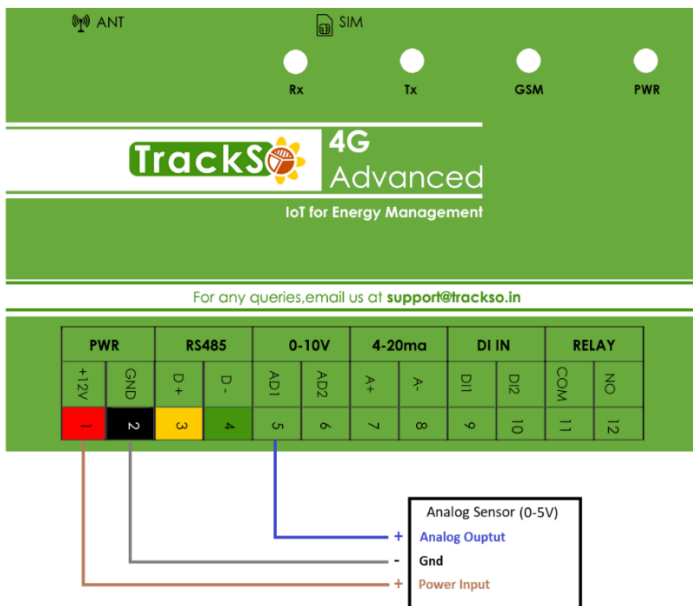 ANT
SIM
Rx Tx GSM PWR
TrackSo
4G
Advanced
IoT for Energy Management
For any queries,email us at support@trackso.in
PWR RS485 0-10V 4-20ma DI IN RELAY
+12V GND D+ D- AD1 AD2 A+ A- DI1 DI2 COM NO
1 2 3 4 5 6 7 8 9 10 11 12
Analog Sensor (0-5V)
+ Analog Ouptut
- Gnd
+ Power Input